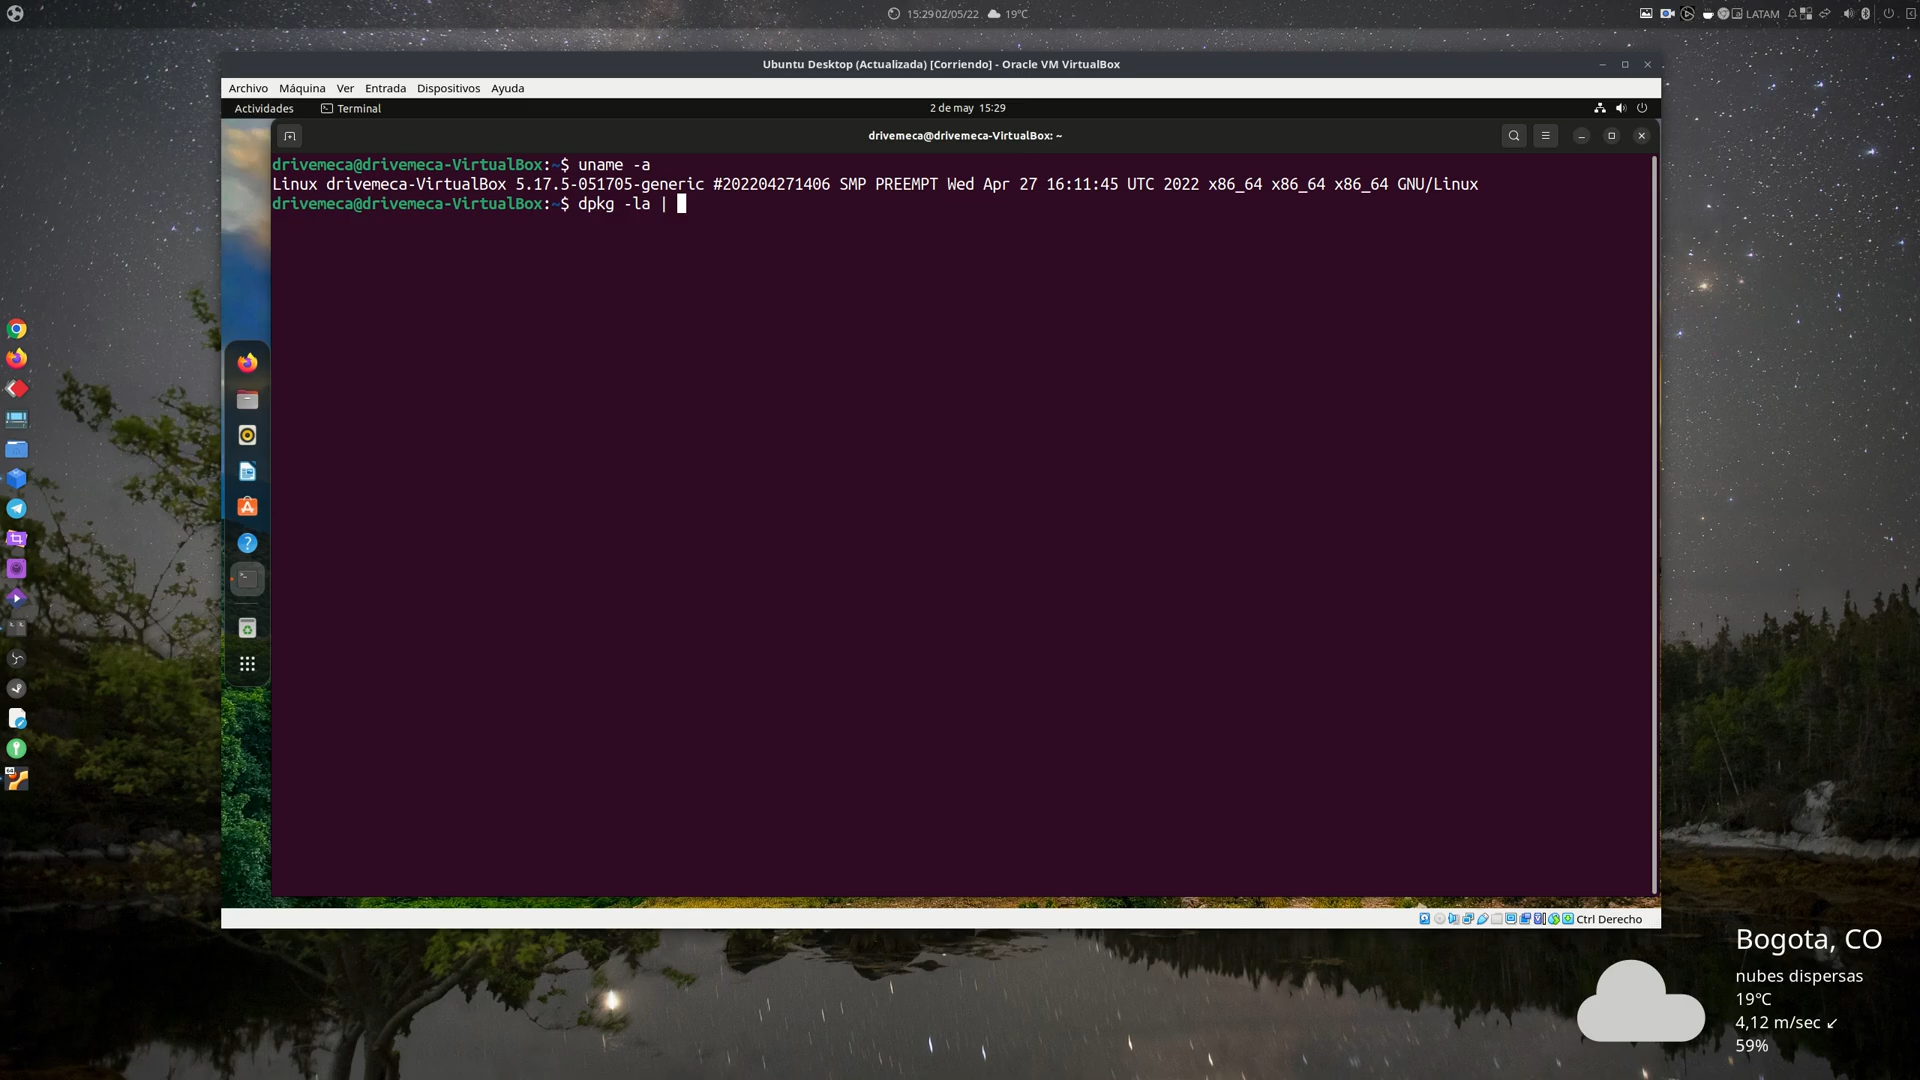 15:29 02/05/22 19°C
LATAM
Ubuntu Desktop (Actualizada) [Corriendo] - Oracle VM VirtualBox
Archivo Máquina Ver Entrada Dispositivos Ayuda
Actividades Terminal 2 de may 15:29
drivemeca@drivemeca-VirtualBox: ~
drivemeca@drivemeca-VirtualBox:~$ uname -a
Linux drivemeca-VirtualBox 5.17.5-051705-generic #202204271406 SMP PREEMPT Wed Apr 27 16:11:45 UTC 2022 x86_64 x86_64 x86_64 GNU/Linux
drivemeca@drivemeca-VirtualBox:~$ dpkg -la |
Ctrl Derecho
Bogota, CO
nubes dispersas
19°C
4,12 m/sec ↙
59%